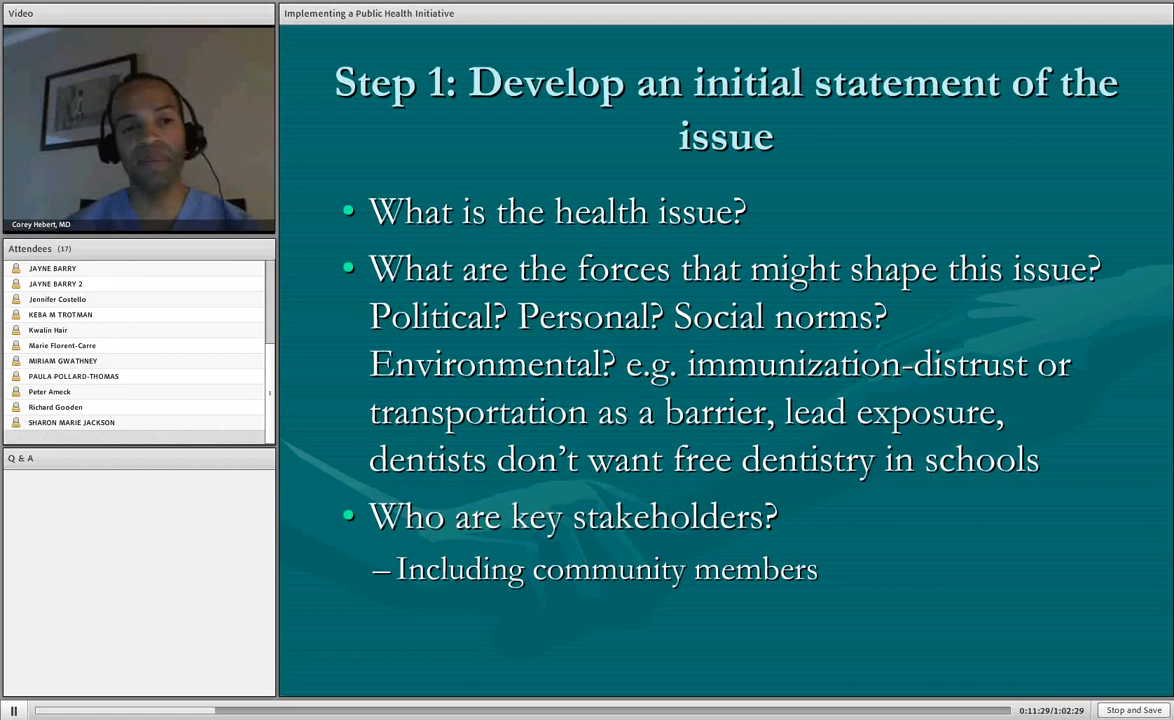 Video
Implementing a Public Health Initiative
Corey Hebert, MD
Attendees (17)
JAYNE BARRY
JAYNE BARRY 2
Jennifer Costello
KEBA M TROTMAN
Kwalin Hair
Marie Florent-Carre
MIRIAM GWATHNEY
PAULA POLLARD-THOMAS
Peter Ameck
Richard Gooden
SHARON MARIE JACKSON
Q & A
Step 1: Develop an initial statement of the
issue
• What is the health issue?
• What are the forces that might shape this issue?
Political? Personal? Social norms?
Environmental? e.g. immunization-distrust or
transportation as a barrier, lead exposure,
dentists don’t want free dentistry in schools
• Who are key stakeholders?
– Including community members
0:11:29/1:02:29
Stop and Save